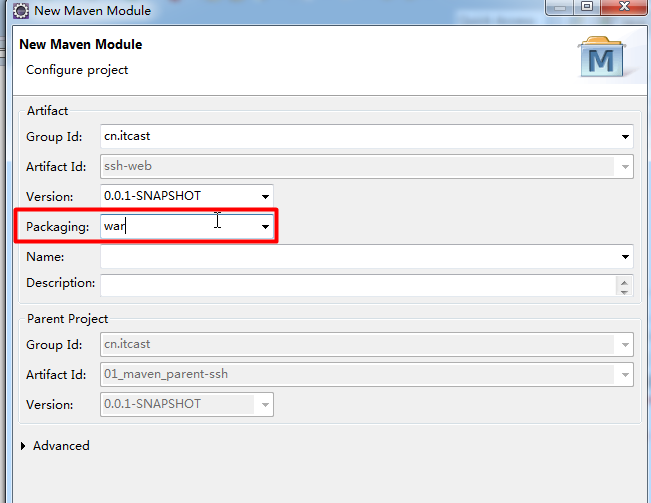 New Maven Module
New Maven Module
Configure project
M
Artifact
Group Id: cn.itcast
Artifact Id: ssh-web
Version: 0.0.1-SNAPSHOT
Packaging: war
Name:
Description:
Parent Project
Group Id: cn.itcast
Artifact Id: 01_maven_parent-ssh
Version: 0.0.1-SNAPSHOT
Advanced